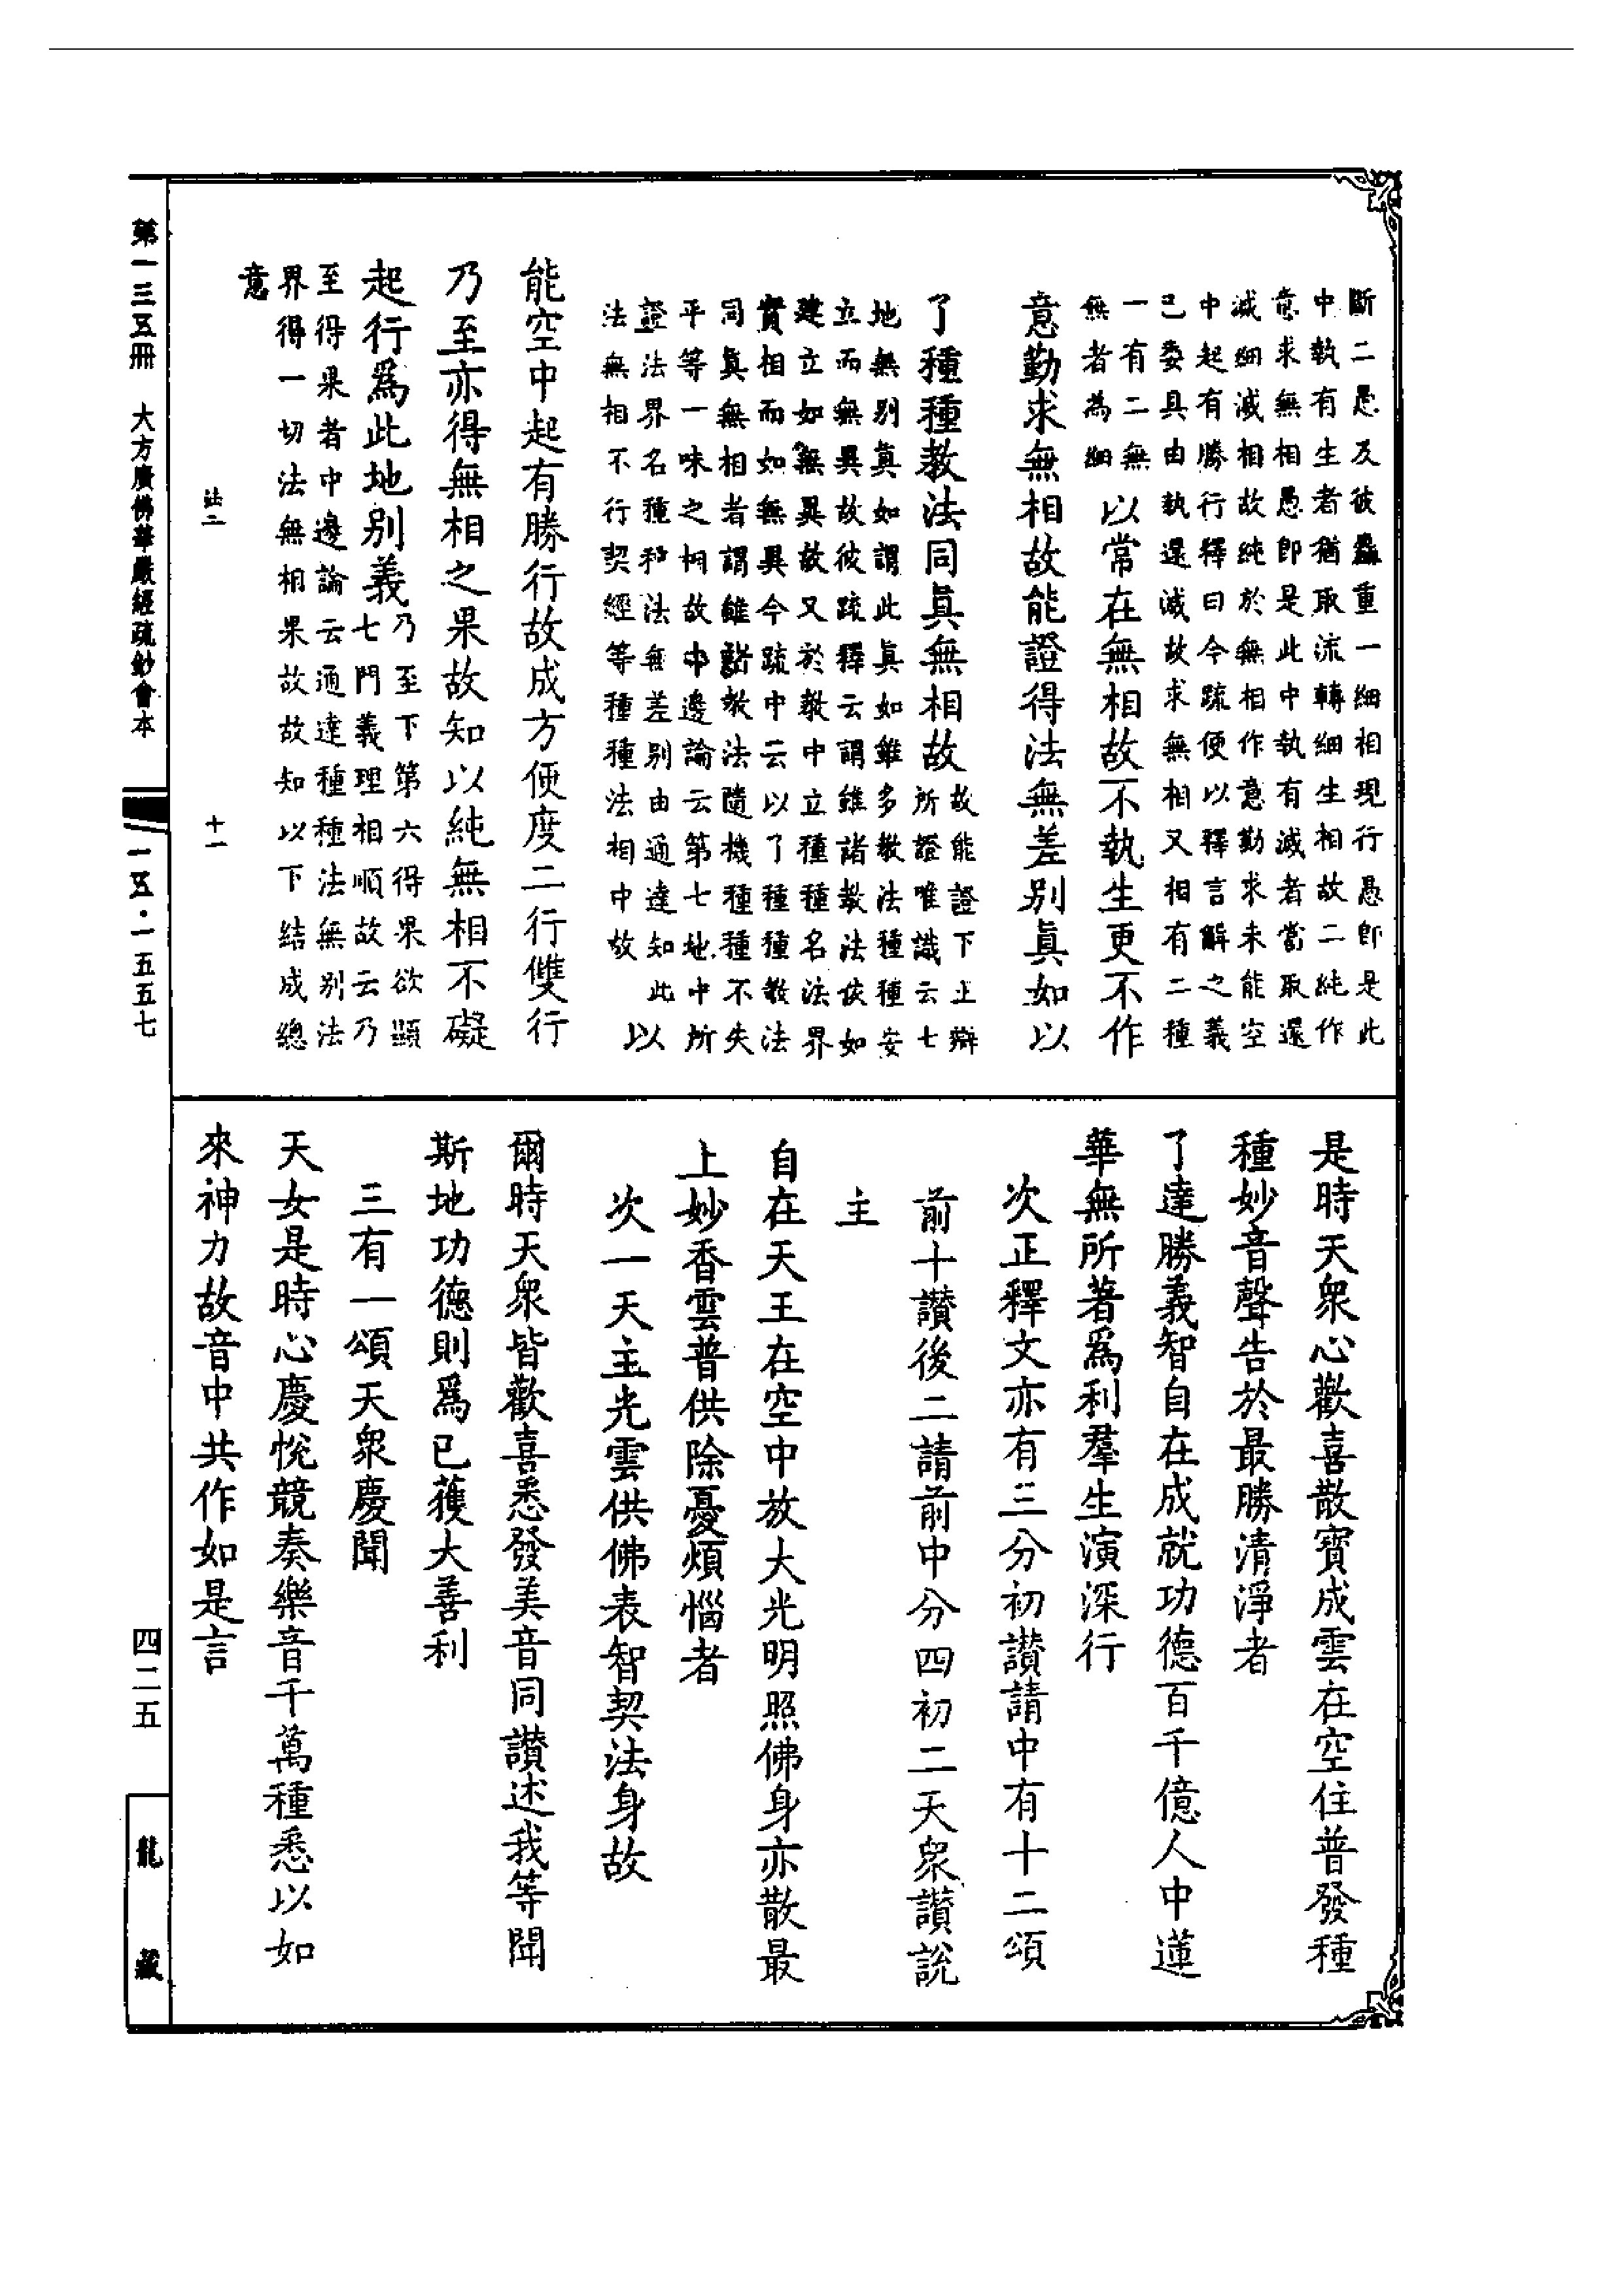 斷二愚及彼麤重一細相現行愚即是此
中執有生者猶取流轉細生相故二純作
意求無相愚即是此中執有滅者當取還
滅細滅相故純於無相作意勤求未能空
中起有勝行釋曰今疏便以釋言解之義
已委具由執還滅故求無相又相有二種
一有二無
無者為細
以常在無相故不執生更不作
意勤求無相故能證得法無差別眞如以
了種種教法同眞無相故
故能證下上辯
所證唯識云七
地無別眞如謂此眞如雖多教法種種安
立而無異故彼疏釋云謂雖諸教法依如
建立如無異故又於教中立種種名法界
實相而如無異今疏中云以了種種教法
同眞無相者謂雖諸教法隨機種種不失
平等一味之相故中邊論云第七地中所
證法界名種種法無差別由通達知此
法無相不行契經等種種法相中故
以
能空中起有勝行故成方便度二行雙行
乃至亦得無相之果故知以純無相不礙
起行爲此地別義
乃至下第六得果欲顯
七門義理相順故云乃
至得果者中邊論云通達種種法無別法
界得一切法無相果故故知以下結成總
意
法二
十一
是時天衆心歡喜散寶成雲在空住普發種
種妙音聲告於最勝清淨者
了達勝義智自在成就功德百千億人中蓮
華無所著爲利羣生演深行
次正釋文亦有三分初讃請中有十二頌
前十讃後二請前中分四初二天衆讃說
主
自在天王在空中放大光明照佛身亦散最
上妙香雲普供除憂煩惱者
次一天主光雲供佛表智契法身故
爾時天衆皆歡喜悉發美音同讃述我等聞
斯地功德則爲已獲大善利
三有一頌天衆慶聞
天女是時心慶悅競奏樂音千萬種悉以如
來神力故音中共作如是言
第一三五冊 大方廣佛華嚴經疏鈔會本
一五·一五五七
四二五
龍藏